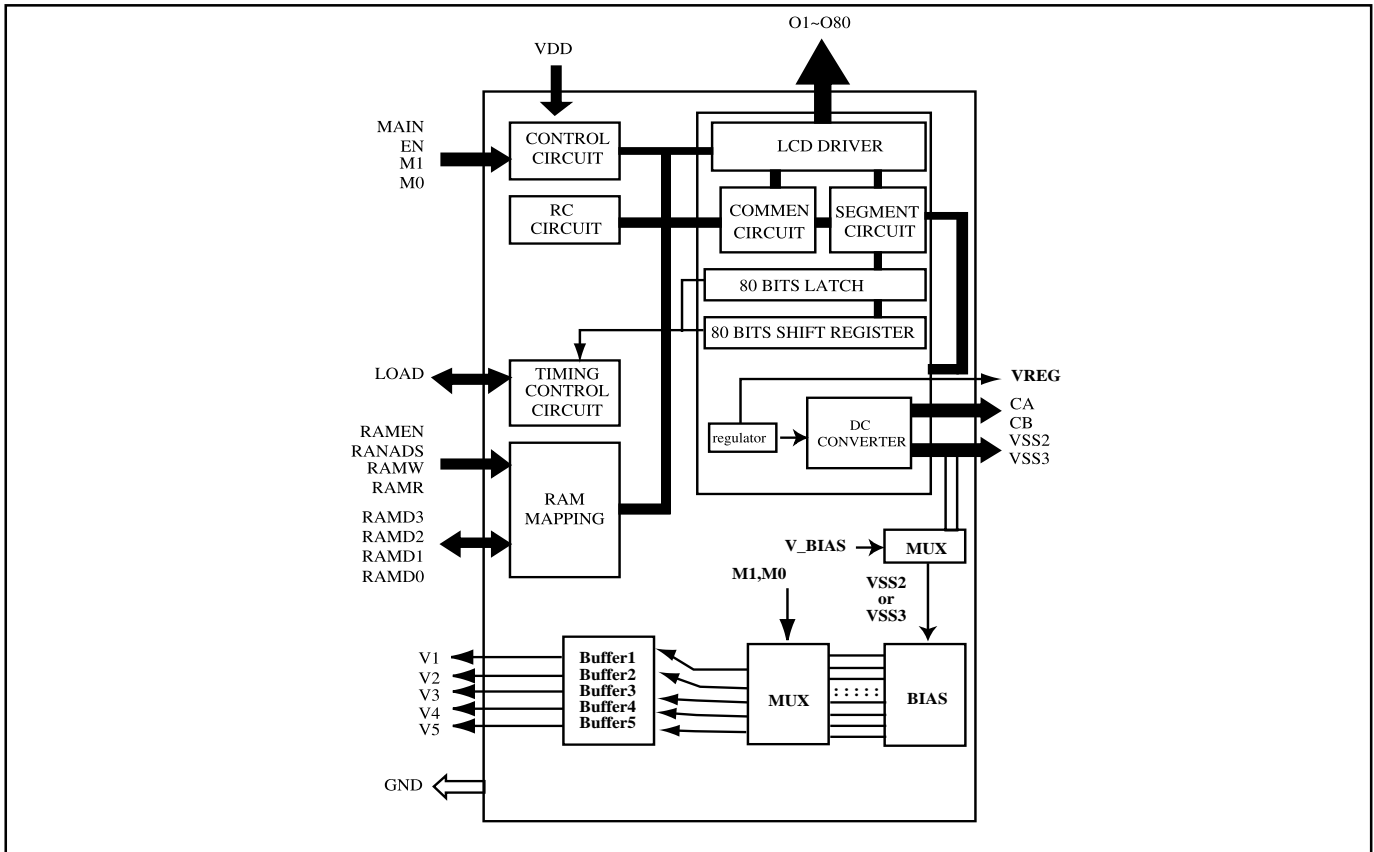 O1~O80
VDD
MAIN
EN
M1
M0
CONTROL
CIRCUIT
LCD DRIVER
RC
CIRCUIT
COMMEN
CIRCUIT
SEGMENT
CIRCUIT
80 BITS LATCH
80 BITS SHIFT REGISTER
LOAD
TIMING
CONTROL
CIRCUIT
VREG
regulator
DC
CONVERTER
CA
CB
VSS2
VSS3
RAMEN
RANADS
RAMW
RAMR
RAMD3
RAMD2
RAMD1
RAMD0
RAM
MAPPING
V_BIAS
MUX
M1,M0
VSS2
or
VSS3
V1
V2
V3
V4
V5
Buffer1
Buffer2
Buffer3
Buffer4
Buffer5
MUX
: : : : :
BIAS
GND